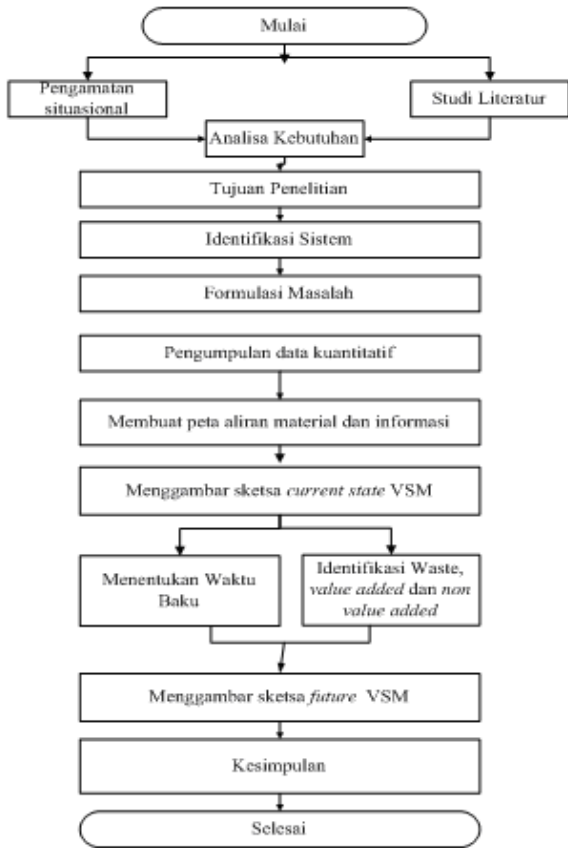 Mulai
Pengamatan
situasional
Studi Literatur
Analisa Kebutuhan
Tujuan Penelitian
Identifikasi Sistem
Formulasi Masalah
Pengumpulan data kuantitatif
Membuat peta aliran material dan informasi
Menggambar sketsa current state VSM
Menentukan Waktu
Baku
Identifikasi Waste,
value added dan non
value added
Menggambar sketsa future VSM
Kesimpulan
Selesai